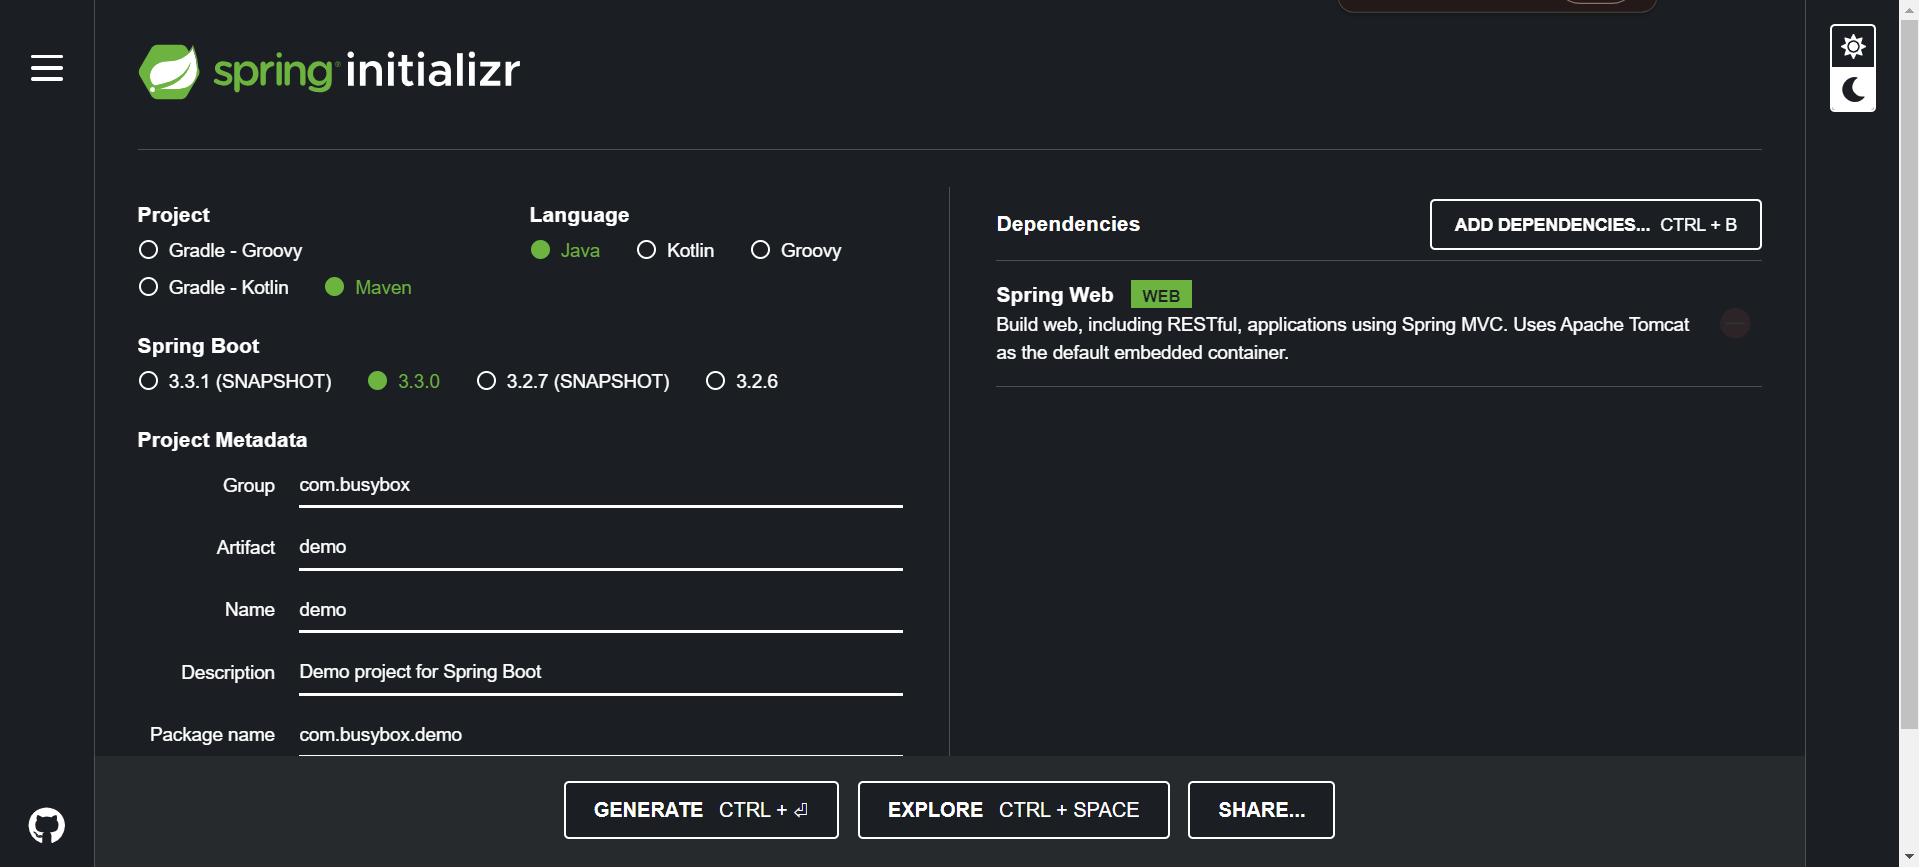 spring initializr
Project
Gradle - Groovy
Gradle - Kotlin
Maven
Language
Java
Kotlin
Groovy
Spring Boot
3.3.1 (SNAPSHOT)
3.3.0
3.2.7 (SNAPSHOT)
3.2.6
Project Metadata
Group
com.busybox
Artifact
demo
Name
demo
Description
Demo project for Spring Boot
Package name
com.busybox.demo
Dependencies
ADD DEPENDENCIES... CTRL + B
Spring Web WEB
Build web, including RESTful, applications using Spring MVC. Uses Apache Tomcat
as the default embedded container.
GENERATE CTRL + ⏎
EXPLORE CTRL + SPACE
SHARE...